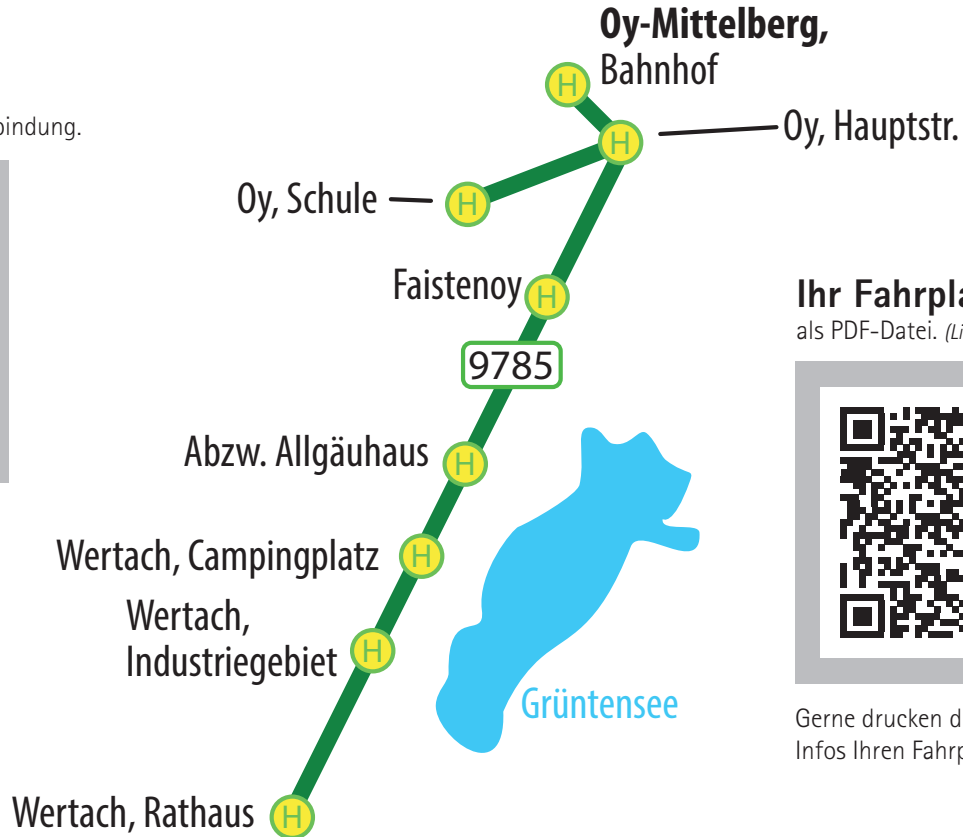 Oy-Mittelberg,
Bahnhof
H
bindung.
Oy, Hauptstr.
H
Oy, Schule
H
Faistenoy
H
Ihr Fahrpla
als PDF-Datei. (Li
9785
Abzw. Allgäuhaus
H
Wertach, Campingplatz
H
Wertach,
Industriegebiet
H
Grüntensee
Gerne drucken d
Infos Ihren Fahrp
Wertach, Rathaus
H